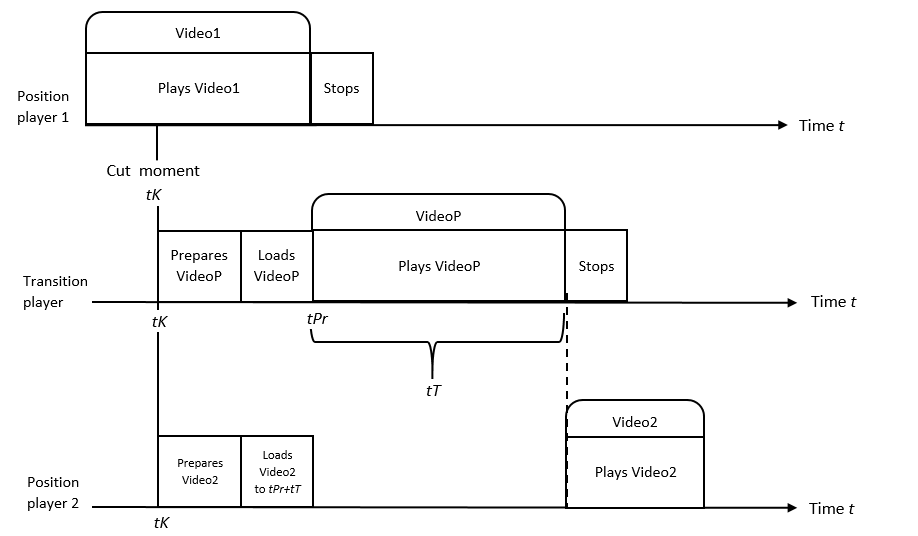 Video1
Plays Video1
Stops
Position
player 1
Time t
Cut moment
tK
VideoP
Prepares
VideoP
Loads
VideoP
Plays VideoP
Stops
Transition
player
Time t
tK
tPr
tT
Video2
Prepares
Video2
Loads
Video2
to tPr+tT
Plays Video2
Position
player 2
Time t
tK